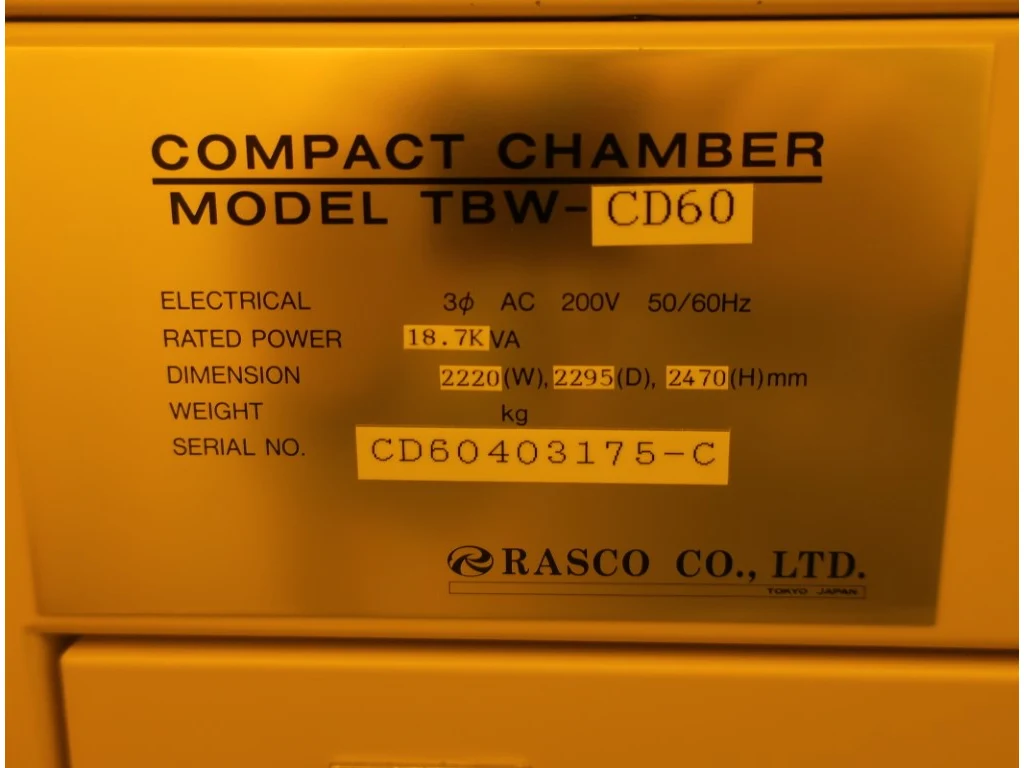 COMPACT CHAMBER
MODEL TBW-CD60
ELECTRICAL 3ϕ AC 200V 50/60Hz
RATED POWER 18.7KVA
DIMENSION 2220(W), 2295(D), 2470(H)mm
WEIGHT kg
SERIAL NO. CD60403175-C
RASCO CO., LTD.
TOKYO JAPAN